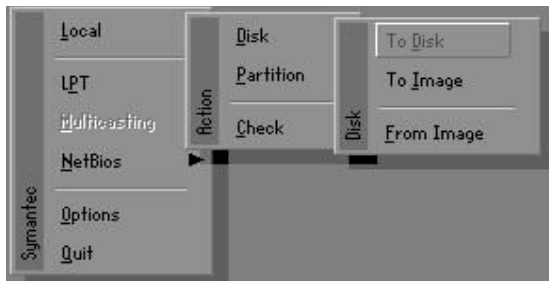 Local
LPT
Multicasting
NetBios
Options
Quit
Symantec
Disk
Partition
Check
Action
To Disk
To Image
From Image
Disk